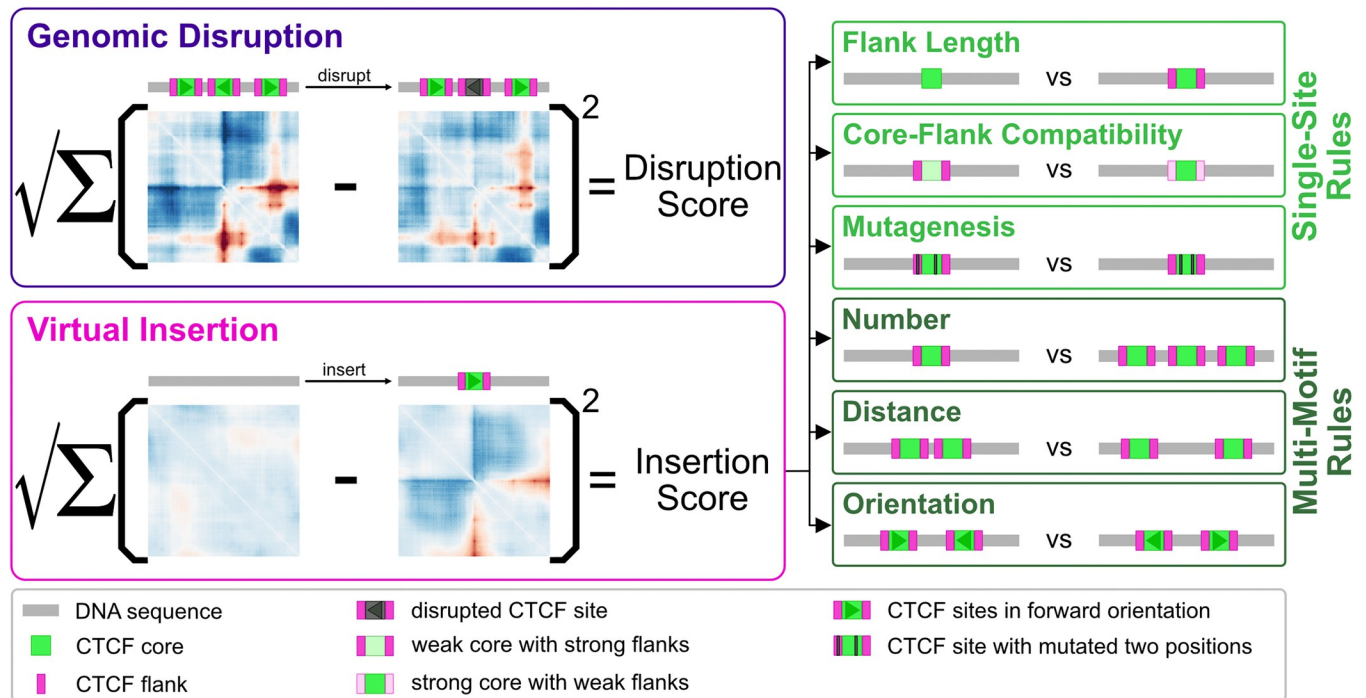 Genomic Disruption
disrupt
√Σ
2
-
=
Disruption
Score
Virtual Insertion
insert
√Σ
2
-
=
Insertion
Score
Flank Length
vs
Core-Flank Compatibility
vs
Mutagenesis
vs
Single-Site
Rules
Number
vs
Distance
vs
Orientation
vs
Multi-Motif
Rules
DNA sequence
CTCF core
CTCF flank
disrupted CTCF site
weak core with strong flanks
strong core with weak flanks
CTCF sites in forward orientation
CTCF site with mutated two positions